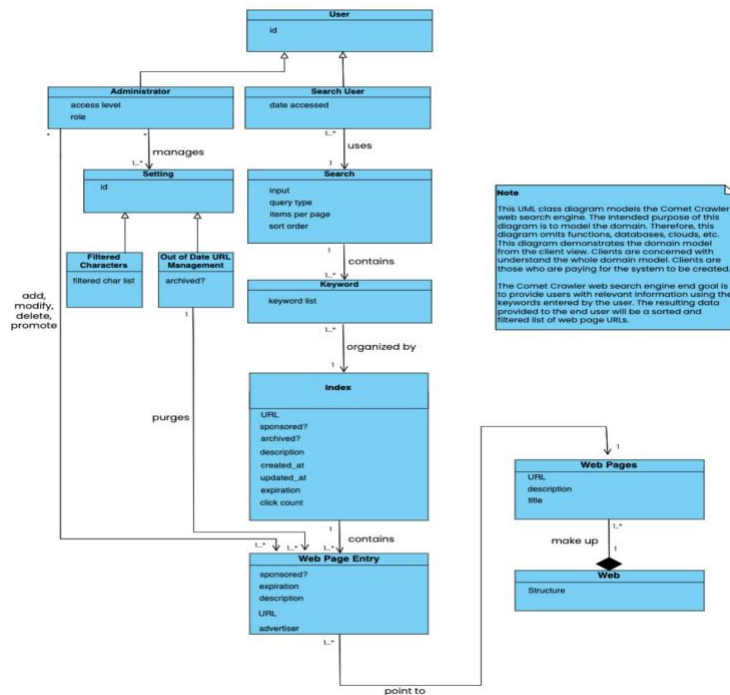 User
id
Administrator
access level
role
Search User
date accessed
*
*
1..*
manages
uses
1..*
1
Setting
id
Search
input
query type
items per page
sort order
Note
This UML class diagram models the Comet Crawler
web search engine. The intended purpose of this
diagram is to model the domain. Therefore, this
diagram omits functions, databases, clouds, etc.
This diagram demonstrates the domain model
from the client view. Clients are concerned with
understand the whole domain model. Clients are
those who are paying for the system to be created.
The Comet Crawler web search engine end goal is
to provide users with relevant information using the
keywords entered by the user. The resulting data
provided to the end user will be a sorted and
filtered list of web page URLs.
Filtered
Characters
filtered char list
Out of Date URL
Management
archived?
1
contains
1..*
Keyword
keyword list
add,
modify,
delete,
promote
1
1..*
organized by
1
Index
URL
sponsored?
archived?
description
created_at
updated_at
expiration
click count
purges
1
Web Pages
URL
description
title
1
contains
1..*
1..*
1..*
1..*
make up
1
Web Page Entry
sponsored?
expiration
description
URL
advertiser
Web
Structure
1..*
point to